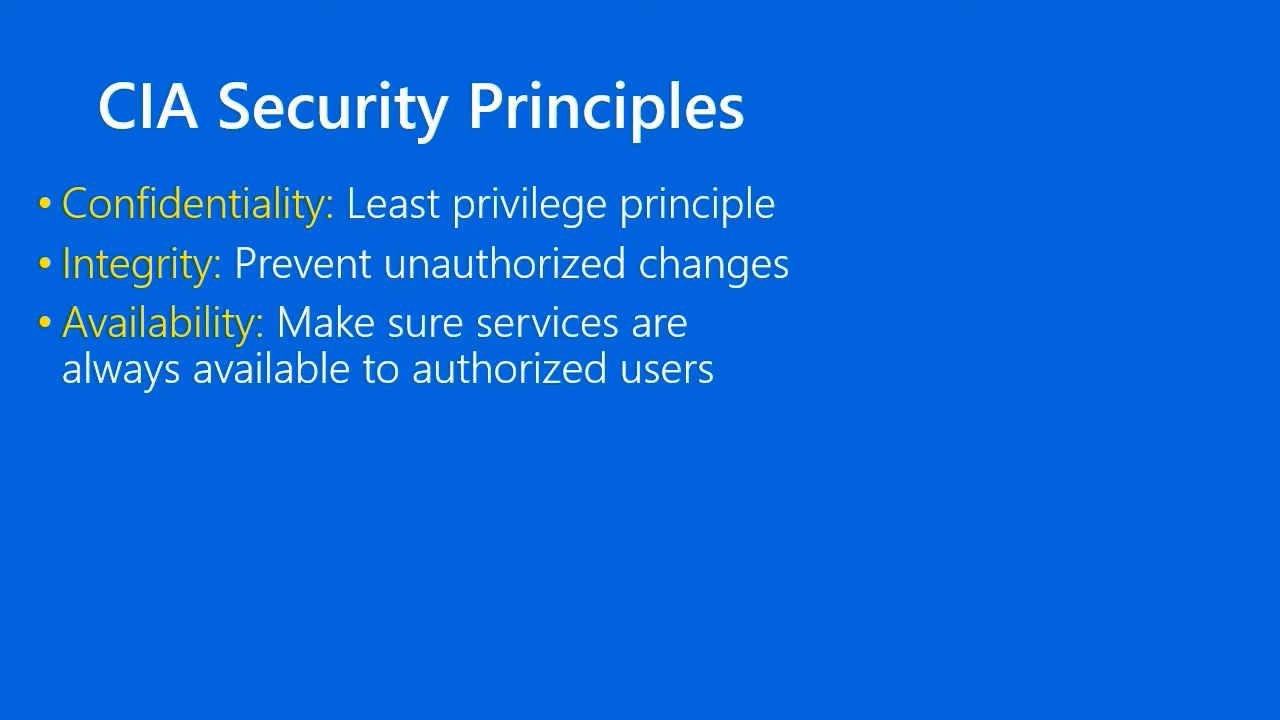 CIA Security Principles
• Confidentiality: Least privilege principle
• Integrity: Prevent unauthorized changes
• Availability: Make sure services are
always available to authorized users